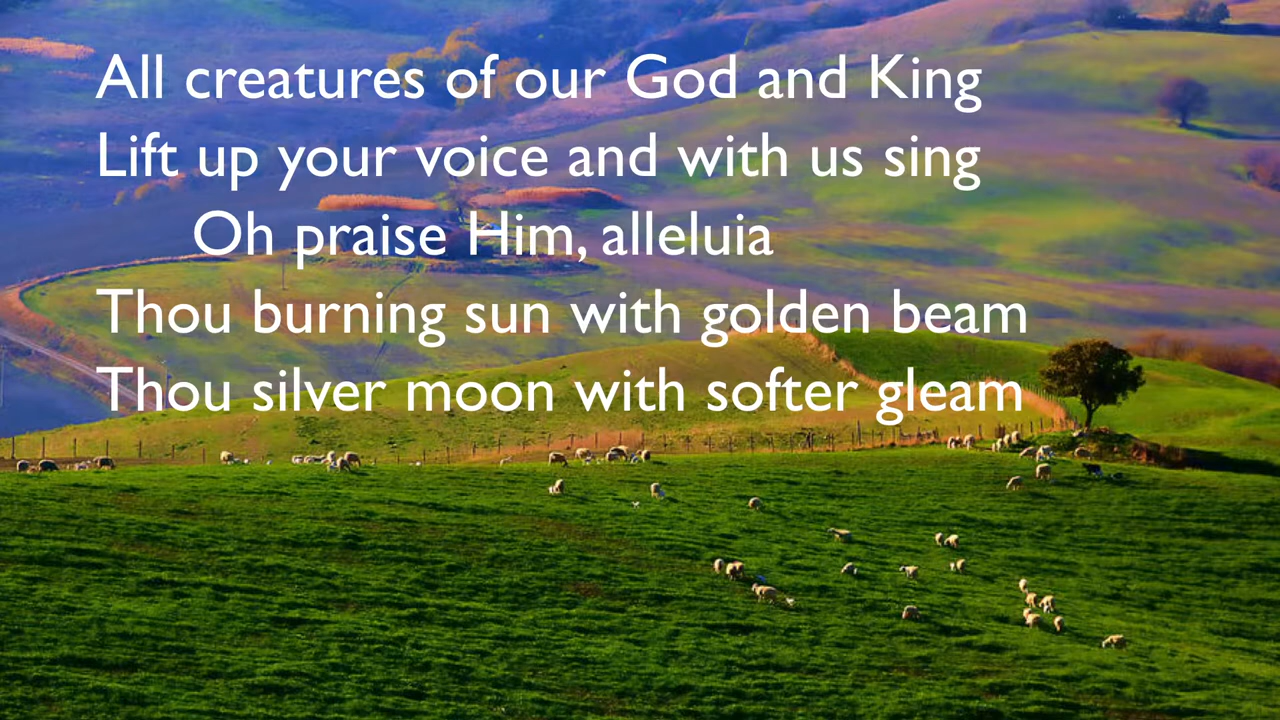 All creatures of our God and King
Lift up your voice and with us sing
Oh praise Him, alleluia
Thou burning sun with golden beam
Thou silver moon with softer gleam